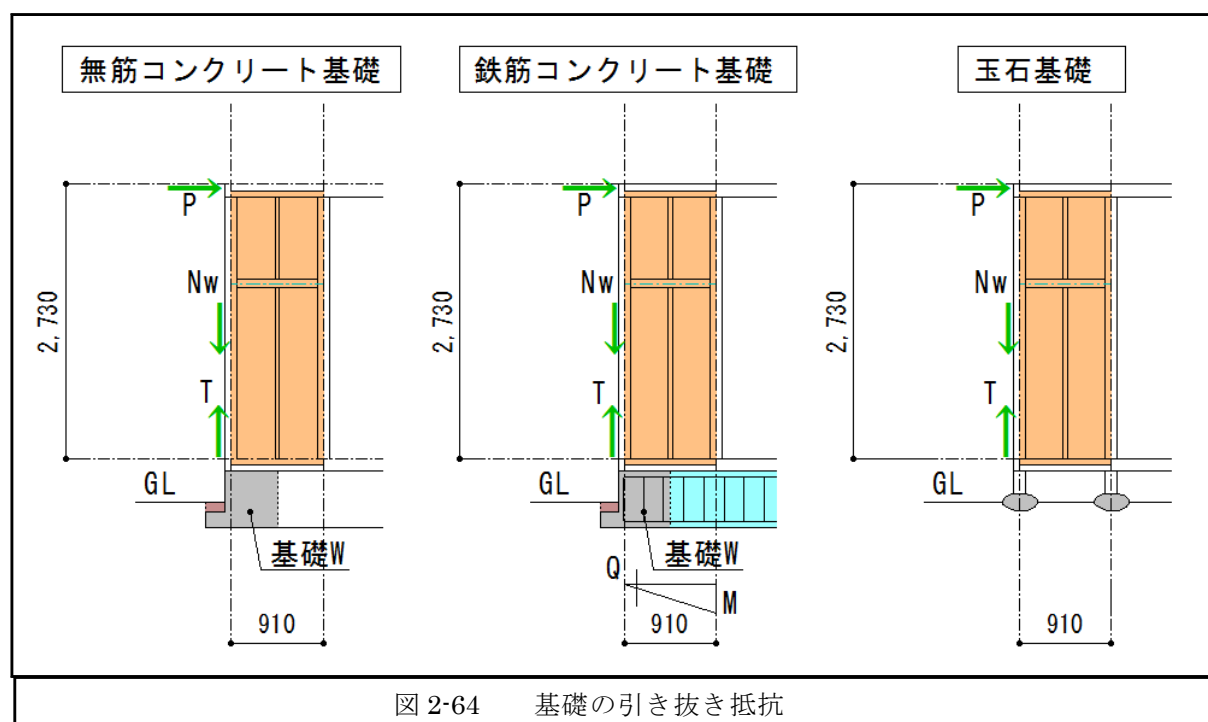 無筋コンクリート基礎
鉄筋コンクリート基礎
玉石基礎
P
Nw
2,730
T
GL
基礎W
910
P
Nw
2,730
T
GL
基礎W
Q
M
910
P
Nw
2,730
T
GL
910
図 2-64 基礎の引き抜き抵抗